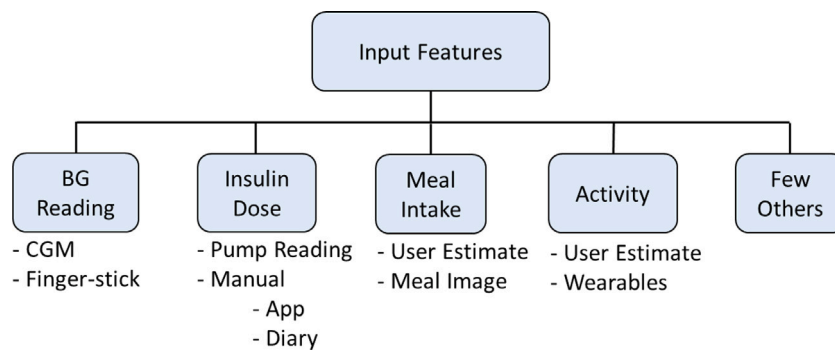 Input Features
BG
Reading
- CGM
- Finger-stick
Insulin
Dose
- Pump Reading
- Manual
- App
- Diary
Meal
Intake
- User Estimate
- Meal Image
Activity
- User Estimate
- Wearables
Few
Others